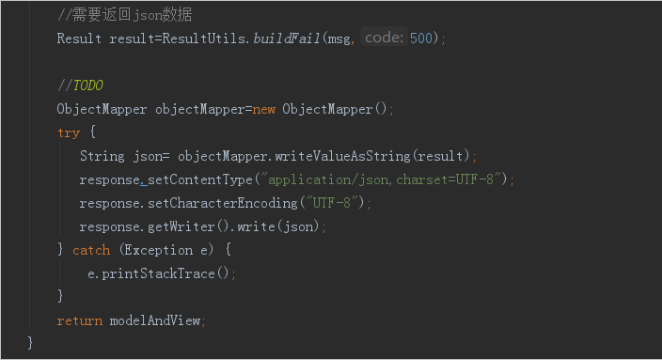 //需要返回json数据
Result result=ResultUtils.buildFail(msg, code: 500);
//TODO
ObjectMapper objectMapper=new ObjectMapper();
try {
String json= objectMapper.writeValueAsString(result);
response.setContentType("application/json,charset=UTF-8");
response.setCharacterEncoding("UTF-8");
response.getWriter().write(json);
} catch (Exception e) {
e.printStackTrace();
}
return modelAndView;
}